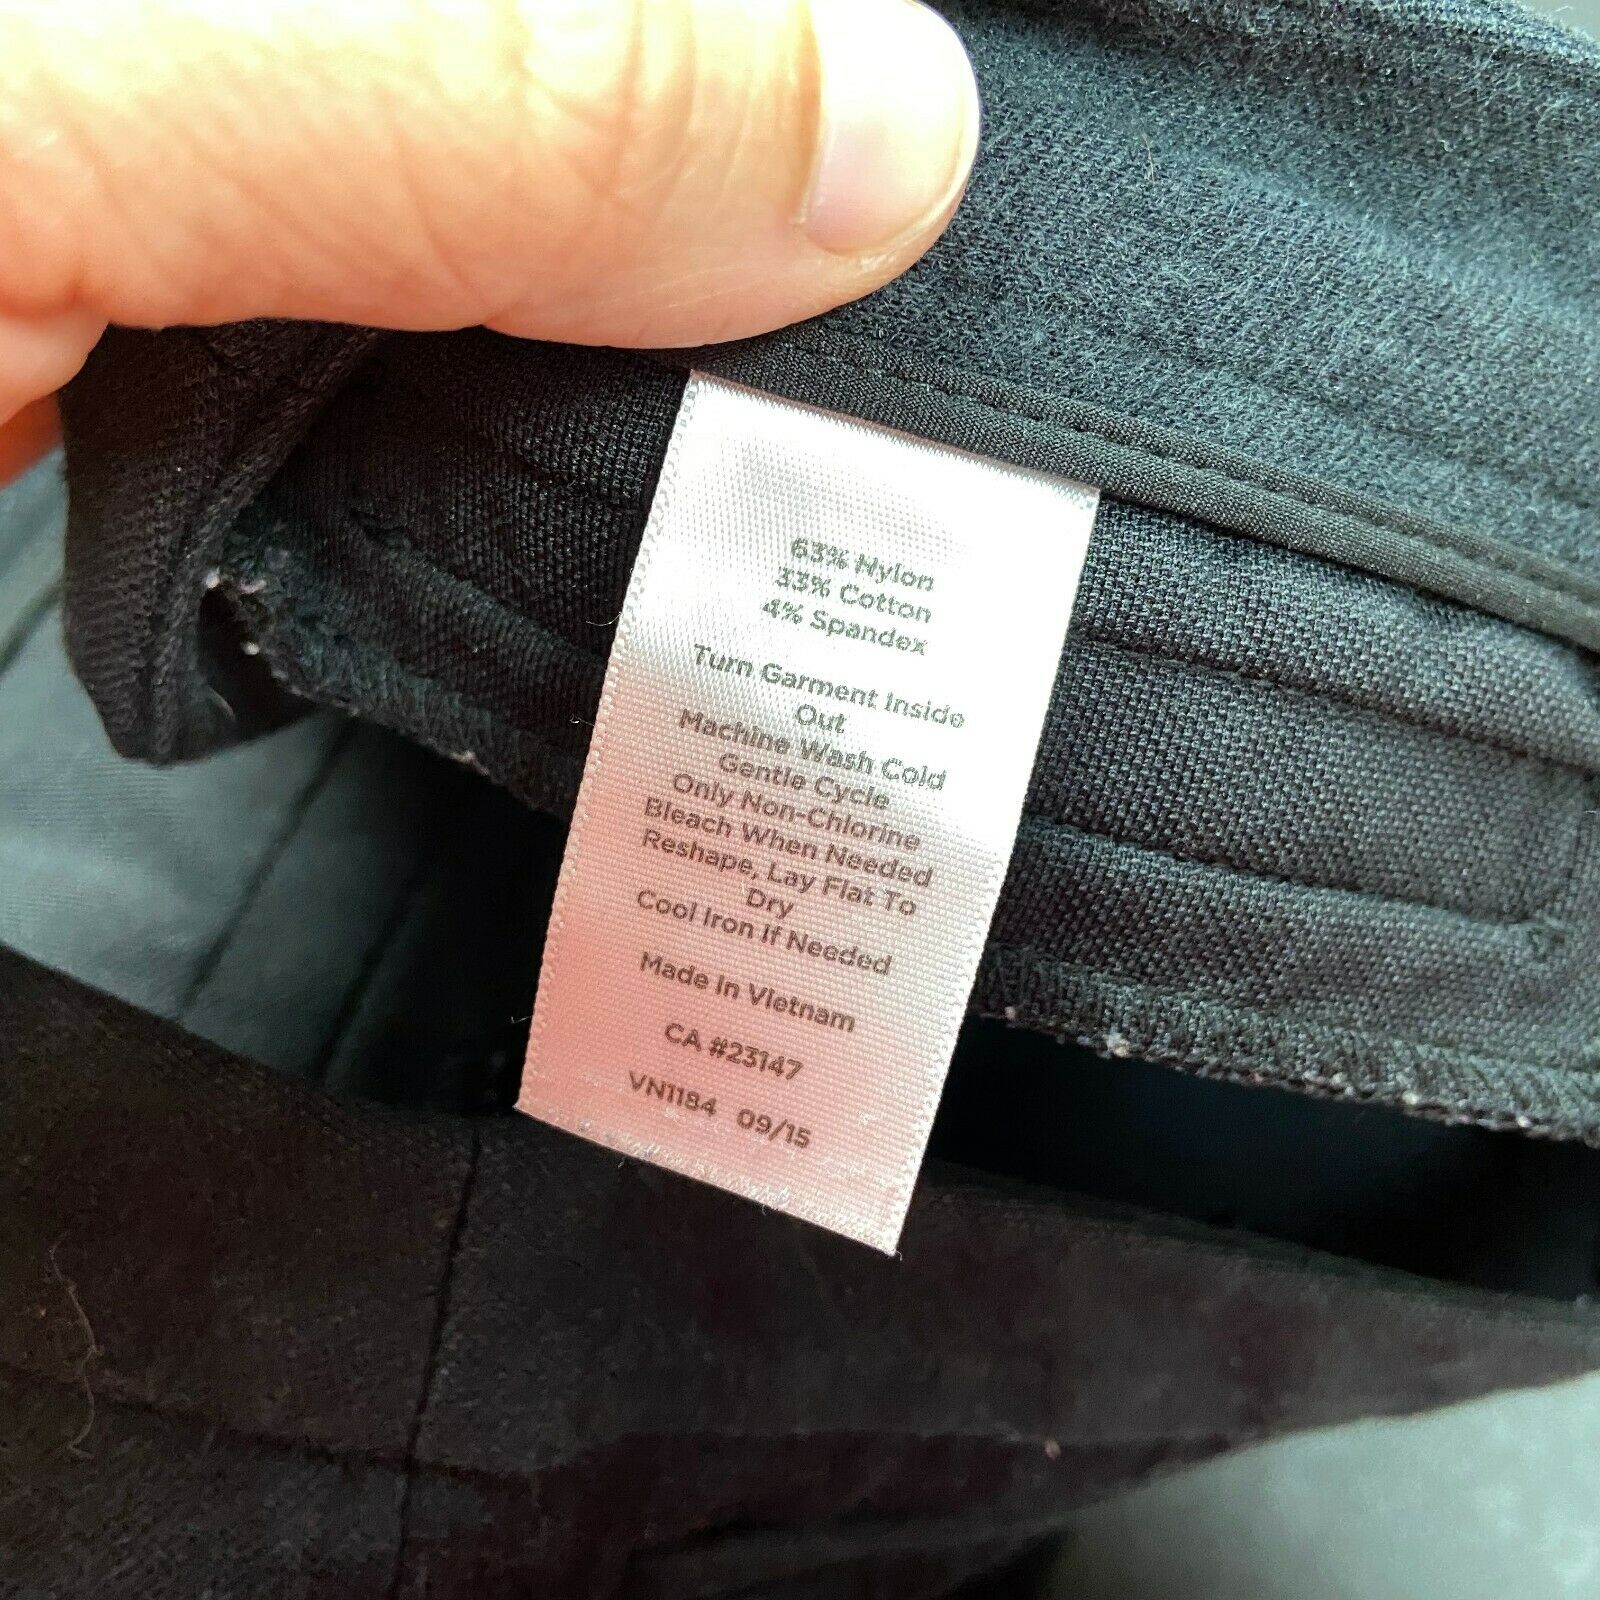 63% Nylon
33% Cotton
4% Spandex
Turn Garment Inside
Out
Machine Wash Cold
Gentle Cycle
Only Non-Chlorine
Bleach When Needed
Reshape, Lay Flat To
Dry
Cool Iron If Needed
Made In Vietnam
CA #23147
VN1184 09/15